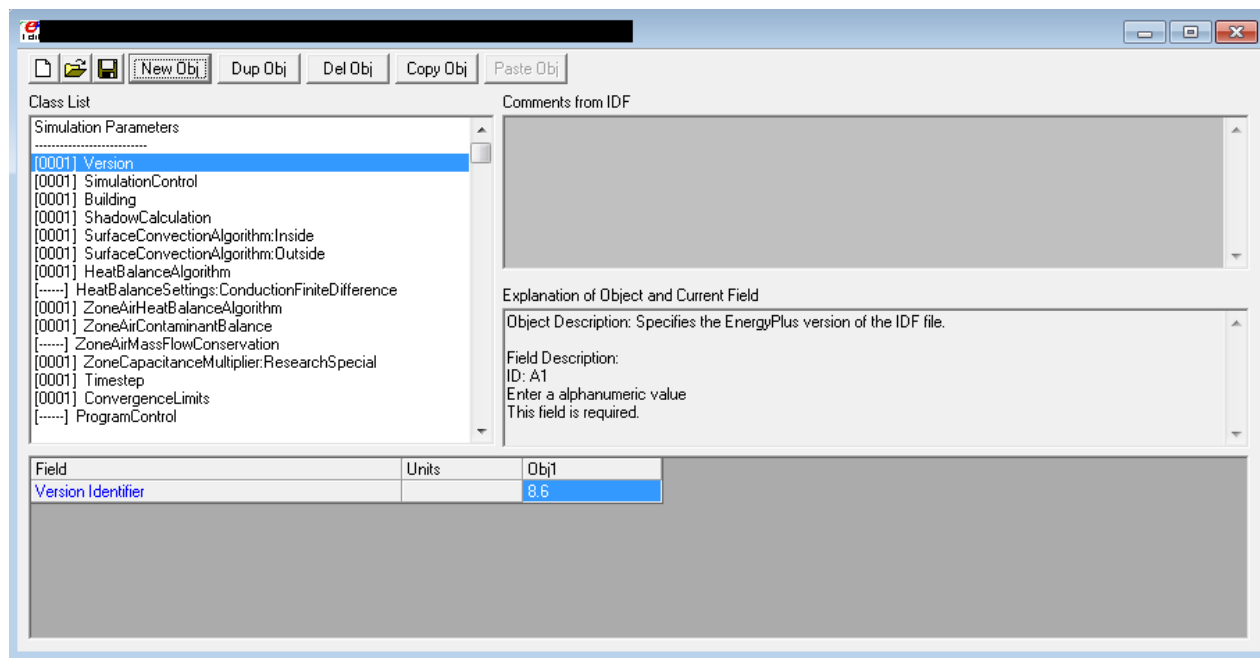 New Obj Dup Obj Del Obj Copy Obj Paste Obj
Class List
Simulation Parameters
----------------------------
[0001] Version
[0001] SimulationControl
[0001] Building
[0001] ShadowCalculation
[0001] SurfaceConvectionAlgorithm:Inside
[0001] SurfaceConvectionAlgorithm:Outside
[0001] HeatBalanceAlgorithm
[------] HeatBalanceSettings:ConductionFiniteDifference
[0001] ZoneAirHeatBalanceAlgorithm
[0001] ZoneAirContaminantBalance
[------] ZoneAirMassFlowConservation
[0001] ZoneCapacitanceMultiplier:ResearchSpecial
[0001] Timestep
[0001] ConvergenceLimits
[------] ProgramControl
Comments from IDF
Explanation of Object and Current Field
Object Description: Specifies the EnergyPlus version of the IDF file.
Field Description:
ID: A1
Enter a alphanumeric value
This field is required.
Field Units Obj1
Version Identifier 8.6